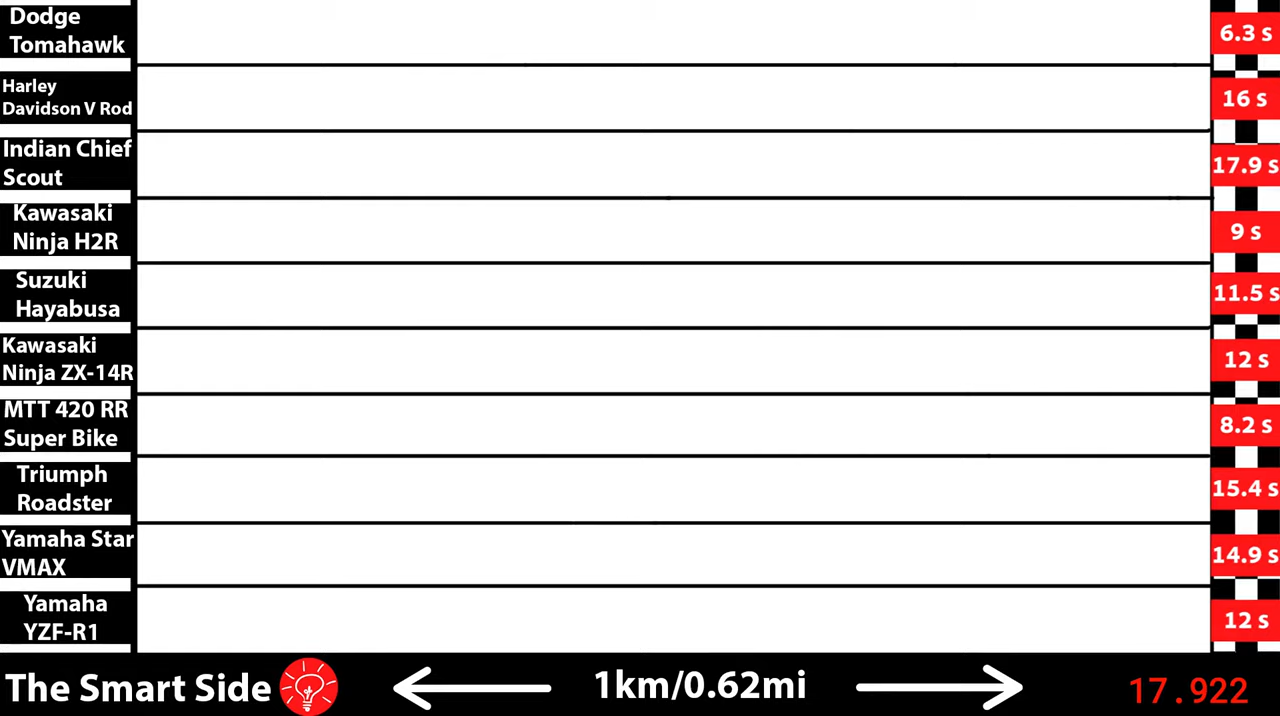 Dodge
Tomahawk
6.3 s
Harley
Davidson V Rod
16 s
Indian Chief
Scout
17.9 s
Kawasaki
Ninja H2R
9 s
Suzuki
Hayabusa
11.5 s
Kawasaki
Ninja ZX-14R
12 s
MTT 420 RR
Super Bike
8.2 s
Triumph
Roadster
15.4 s
Yamaha Star
VMAX
14.9 s
Yamaha
YZF-R1
12 s
The Smart Side
1km/0.62mi
17.922